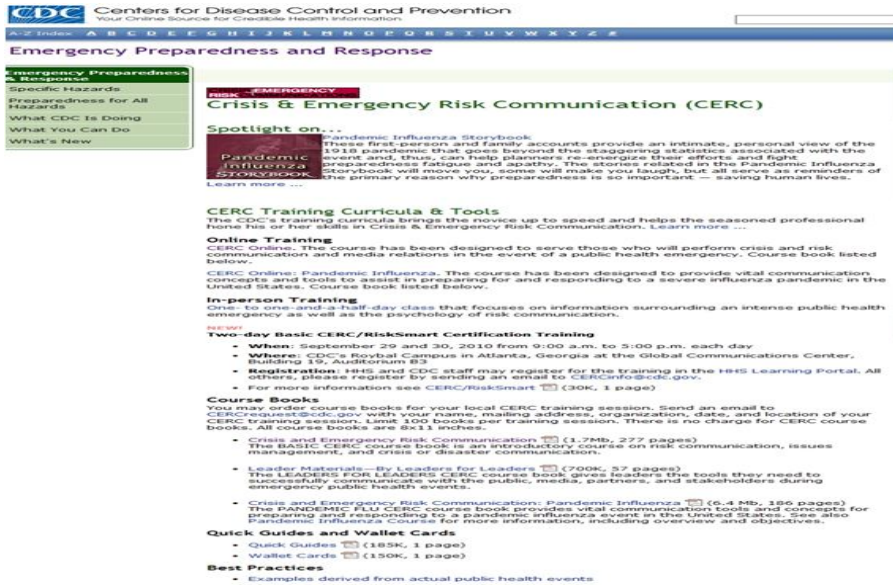 CDC
Centers for Disease Control and Prevention
Your Online Source for Credible Health Information
A-Z Index A B C D E F G H I J K L M N O P Q R S T U V W X Y Z #
Emergency Preparedness and Response
Emergency Preparedness
& Response
Specific Hazards
Preparedness for All
Hazards
What CDC Is Doing
What You Can Do
What's New
RISK EMERGENCY
Crisis & Emergency Risk Communication (CERC)
Spotlight on...
Pandemic
Influenza
STORYBOOK
Pandemic Influenza Storybook
These first-person and family accounts provide an intimate, personal view of the
1918 pandemic that goes beyond the staggering statistics associated with the
event and, thus, can help planners re-energize their efforts and fight
preparedness fatigue and apathy. The stories related in the Pandemic Influenza
Storybook will move you, some will make you laugh, but all serve as reminders of
the primary reason why preparedness is so important — saving human lives.
Learn more ...
CERC Training Curricula & Tools
The CDC's training curricula brings the novice up to speed and helps the seasoned professional
hone his or her skills in Crisis & Emergency Risk Communication. Learn more ...
Online Training
CERC Online. The course has been designed to serve those who will perform crisis and risk
communication and media relations in the event of a public health emergency. Course book listed
below.
CERC Online: Pandemic Influenza. The course has been designed to provide vital communication
concepts and tools to assist in preparing for and responding to a severe influenza pandemic in the
United States. Course book listed below.
In-person Training
One- to one-and-a-half-day class that focuses on information surrounding an intense public health
emergency as well as the psychology of risk communication.
NEW!
Two-day Basic CERC/RiskSmart Certification Training
• When: September 29 and 30, 2010 from 9:00 a.m. to 5:00 p.m. each day
• Where: CDC's Roybal Campus in Atlanta, Georgia at the Global Communications Center,
Building 19, Auditorium B3
• Registration: HHS and CDC staff may register for the training in the HHS Learning Portal. All
others, please register by sending an email to CERCinfo@cdc.gov.
• For more information see CERC/RiskSmart (30K, 1 page)
Course Books
You may order course books for your local CERC training session. Send an email to
CERCrequest@cdc.gov with your name, mailing address, organization, date, and location of your
CERC training session. Limit 100 books per training session. There is no charge for CERC course
books. All course books are 8x11 inches.
• Crisis and Emergency Risk Communication (1.7Mb, 277 pages)
The BASIC CERC course book is an introductory course on risk communication, issues
management, and crisis or disaster communication.
• Leader Materials—By Leaders for Leaders (700K, 57 pages)
The LEADERS FOR LEADERS CERC course book gives leaders the tools they need to
successfully communicate with the public, media, partners, and stakeholders during
emergency public health events.
• Crisis and Emergency Risk Communication: Pandemic Influenza (6.4 Mb, 186 pages)
The PANDEMIC FLU CERC course book provides vital communication tools and concepts for
preparing and responding to a pandemic influenza event in the United States. See also
Pandemic Influenza Course for more information, including overview and objectives.
Quick Guides and Wallet Cards
• Quick Guides (185K, 1 page)
• Wallet Cards (150K, 1 page)
Best Practices
• Examples derived from actual public health events